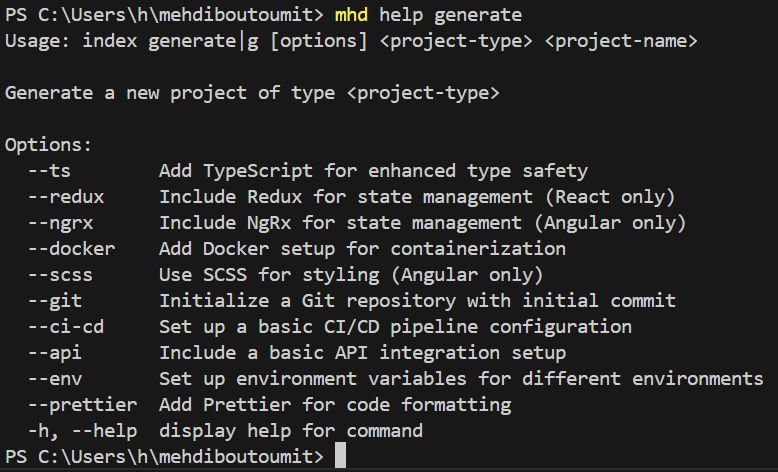 PS C:\Users\h\mehdiboutoumit> mhd help generate
Usage: index generate|g [options] <project-type> <project-name>

Generate a new project of type <project-type>

Options:
  --ts        Add TypeScript for enhanced type safety
  --redux     Include Redux for state management (React only)
  --ngrx      Include NgRx for state management (Angular only)
  --docker    Add Docker setup for containerization
  --scss      Use SCSS for styling (Angular only)
  --git       Initialize a Git repository with initial commit
  --ci-cd     Set up a basic CI/CD pipeline configuration
  --api       Include a basic API integration setup
  --env       Set up environment variables for different environments
  --prettier  Add Prettier for code formatting
  -h, --help  display help for command
PS C:\Users\h\mehdiboutoumit>